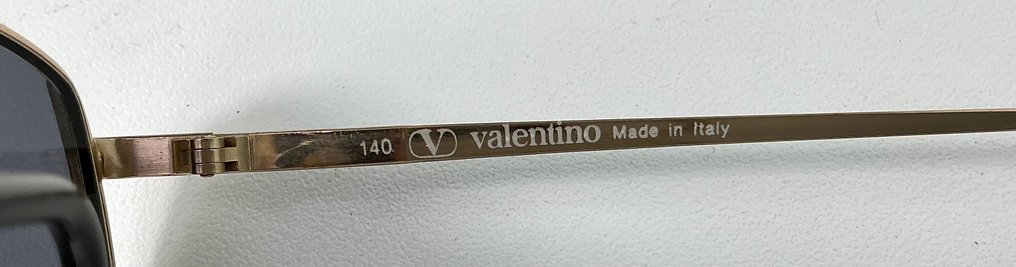 140 V valentino Made in Italy